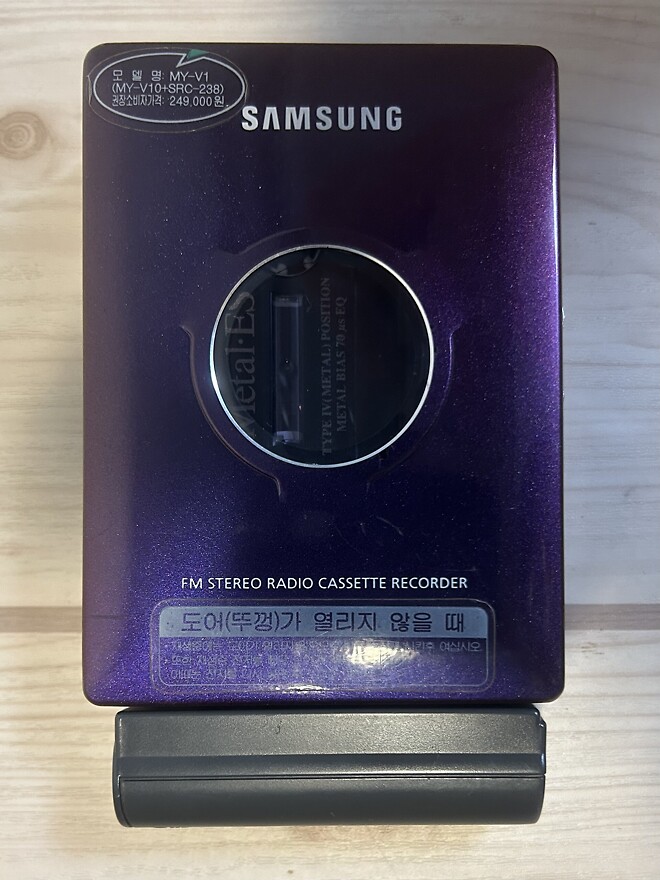 모 델 명: MY-V1
(MY-V10+SRC-238)
권장소비자가격: 249,000원
SAMSUNG
Metal-ES
TYPE IV(METAL) POSITION
METAL BIAS 70 µs EQ
FM STEREO RADIO CASSETTE RECORDER
도어(뚜껑)가 열리지 않을 때